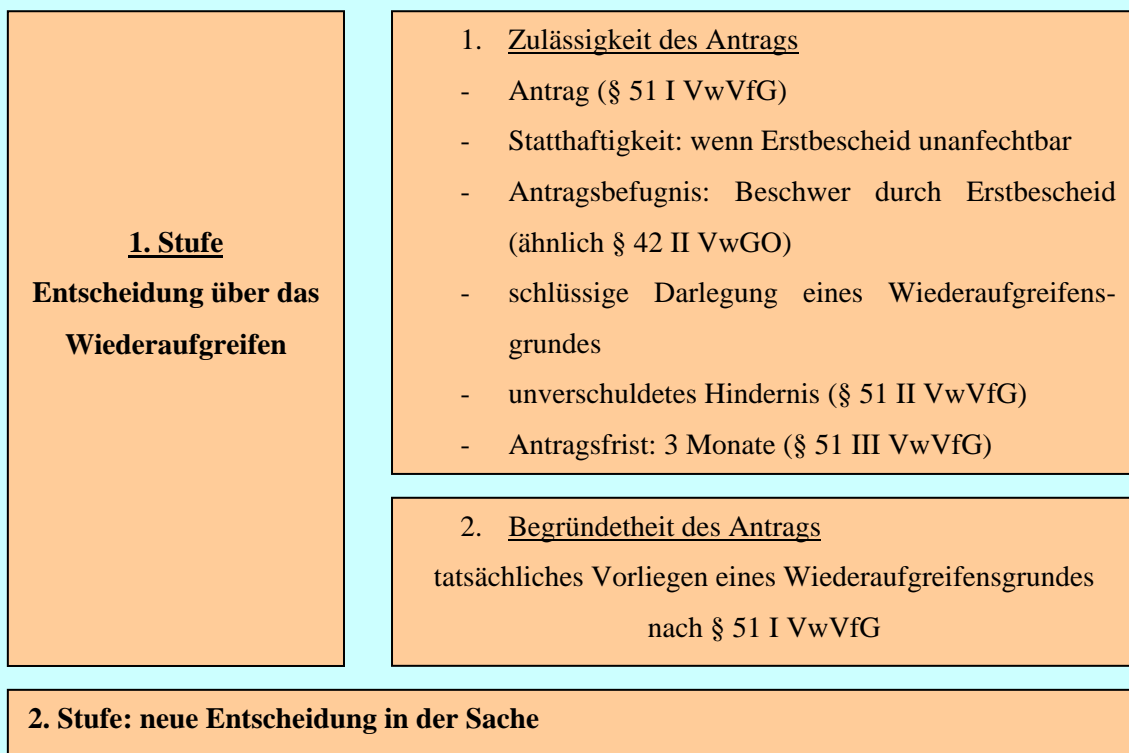 1. Stufe
Entscheidung über das
Wiederaufgreifen
1. Zulässigkeit des Antrags
- Antrag (§ 51 I VwVfG)
- Statthaftigkeit: wenn Erstbescheid unanfechtbar
- Antragsbefugnis: Beschwer durch Erstbescheid
(ähnlich § 42 II VwGO)
- schlüssige Darlegung eines Wiederaufgreifens-
grundes
- unverschuldetes Hindernis (§ 51 II VwVfG)
- Antragsfrist: 3 Monate (§ 51 III VwVfG)
2. Begründetheit des Antrags
tatsächliches Vorliegen eines Wiederaufgreifensgrundes
nach § 51 I VwVfG
2. Stufe: neue Entscheidung in der Sache